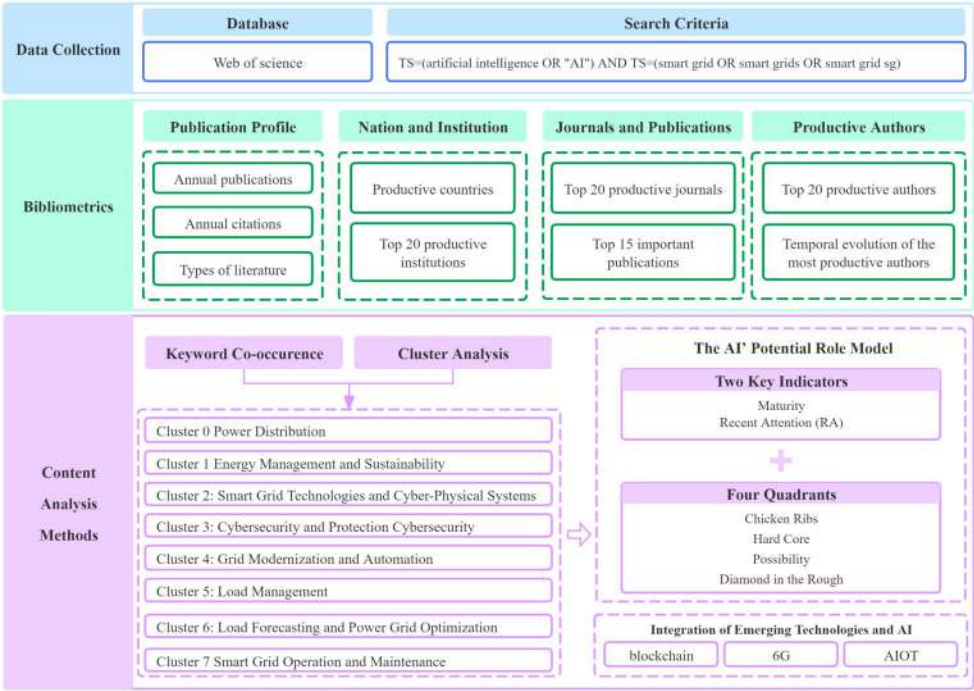 Data Collection
Database
Web of science
Search Criteria
TS=(artificial intelligence OR "AI") AND TS=(smart grid OR smart grids OR smart grid sg)
Bibliometrics
Publication Profile
Annual publications
Annual citations
Types of literature
Nation and Institution
Productive countries
Top 20 productive
institutions
Journals and Publications
Top 20 productive journals
Top 15 important
publications
Productive Authors
Top 20 productive authors
Temporal evolution of the
most productive authors
Content
Analysis
Methods
Keyword Co-occurence
Cluster Analysis
Cluster 0 Power Distribution
Cluster 1 Energy Management and Sustainability
Cluster 2: Smart Grid Technologies and Cyber-Physical Systems
Cluster 3: Cybersecurity and Protection Cybersecurity
Cluster 4: Grid Modernization and Automation
Cluster 5: Load Management
Cluster 6: Load Forecasting and Power Grid Optimization
Cluster 7 Smart Grid Operation and Maintenance
The AI' Potential Role Model
Two Key Indicators
Maturity
Recent Attention (RA)
Four Quadrants
Chicken Ribs
Hard Core
Possibility
Diamond in the Rough
Integration of Emerging Technologies and AI
blockchain
6G
AIOT